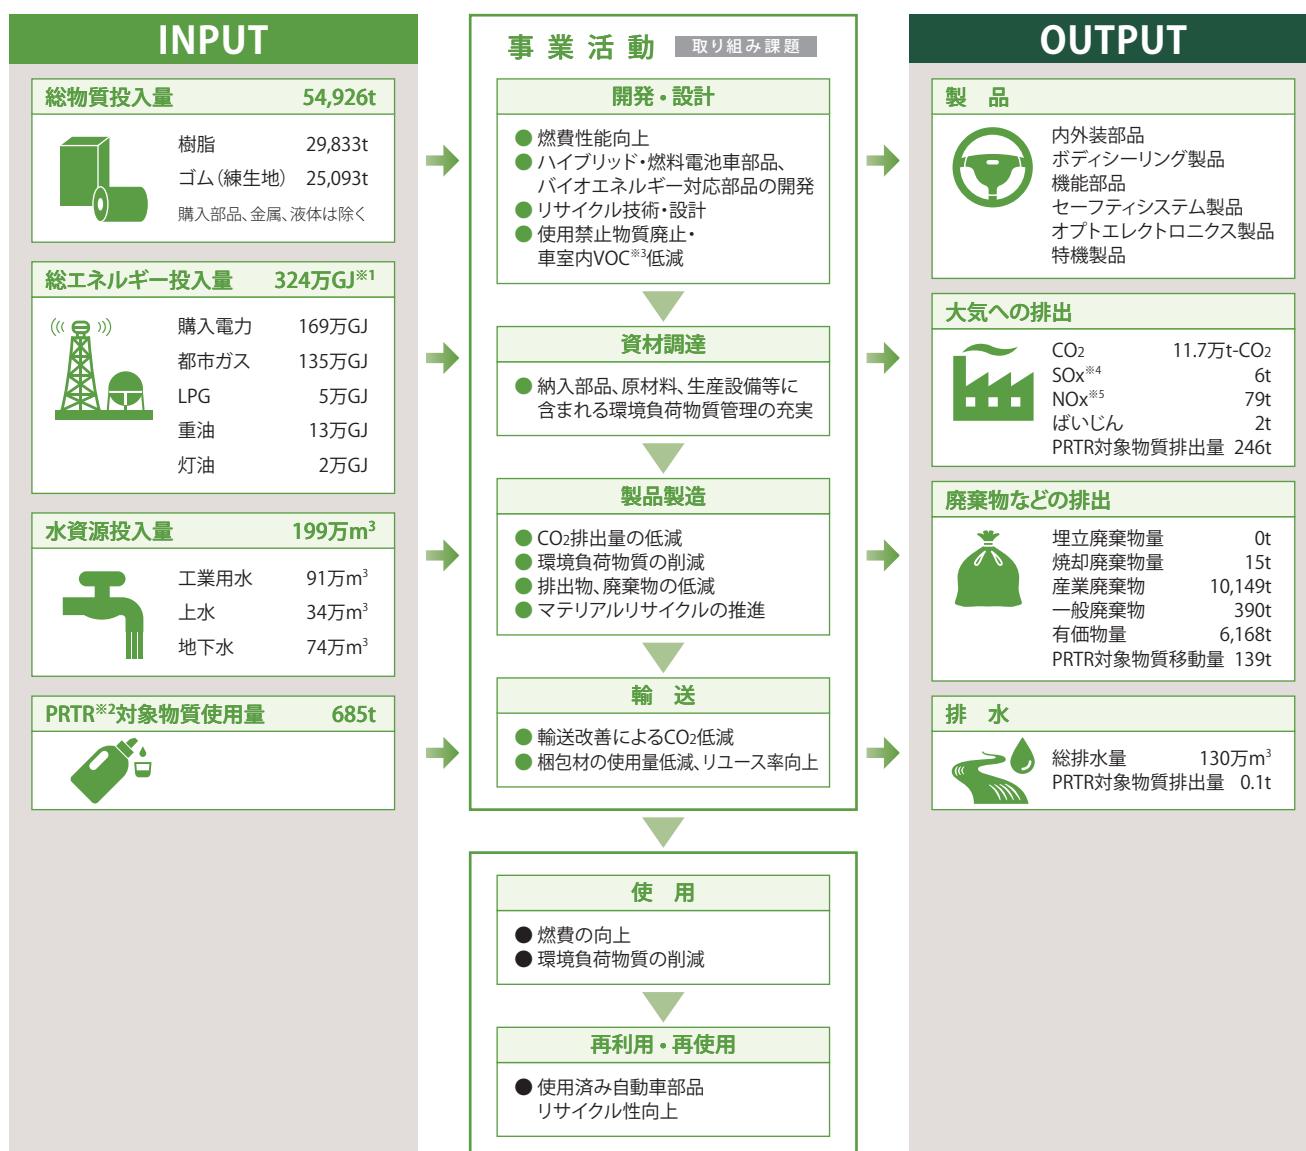 INPUT
総物質投入量 54,926t
樹脂 29,833t
ゴム（練生地） 25,093t
購入部品、金属、液体は除く
総エネルギー投入量 324万GJ※1
購入電力 169万GJ
都市ガス 135万GJ
LPG 5万GJ
重油 13万GJ
灯油 2万GJ
水資源投入量 199万m³
工業用水 91万m³
上水 34万m³
地下水 74万m³
PRTR※2対象物質使用量 685t
事業活動 取り組み課題
開発・設計
●燃費性能向上
●ハイブリッド・燃料電池車部品、
バイオエネルギー対応部品の開発
●リサイクル技術・設計
●使用禁止物質廃止・
車室内VOC※3低減
資材調達
●納入部品、原材料、生産設備等に
含まれる環境負荷物質管理の充実
製品製造
●CO₂排出量の低減
●環境負荷物質の削減
●排出物、廃棄物の低減
●マテリアルリサイクルの推進
輸 送
●輸送改善によるCO₂低減
●梱包材の使用量低減、リユース率向上
使 用
●燃費の向上
●環境負荷物質の削減
再利用・再使用
●使用済み自動車部品
リサイクル性向上
OUTPUT
製 品
内外装部品
ボディシーリング製品
機能部品
セーフティシステム製品
オプトエレクトロニクス製品
特機製品
大気への排出
CO₂ 11.7万t-CO₂
SOx※4 6t
NOx※5 79t
ばいじん 2t
PRTR対象物質排出量 246t
廃棄物などの排出
埋立廃棄物量 0t
焼却廃棄物量 15t
産業廃棄物 10,149t
一般廃棄物 390t
有価物量 6,168t
PRTR対象物質移動量 139t
排 水
総排水量 130万m³
PRTR対象物質排出量 0.1t